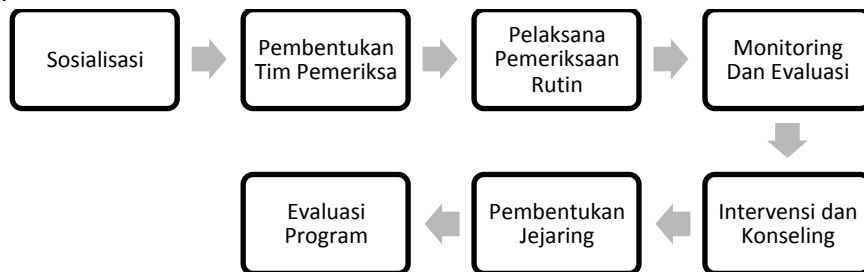 Sosialisasi
Pembentukan
Tim Pemeriksa
Pelaksana
Pemeriksaan
Rutin
Monitoring
Dan Evaluasi
Intervensi dan
Konseling
Pembentukan
Jejaring
Evaluasi
Program